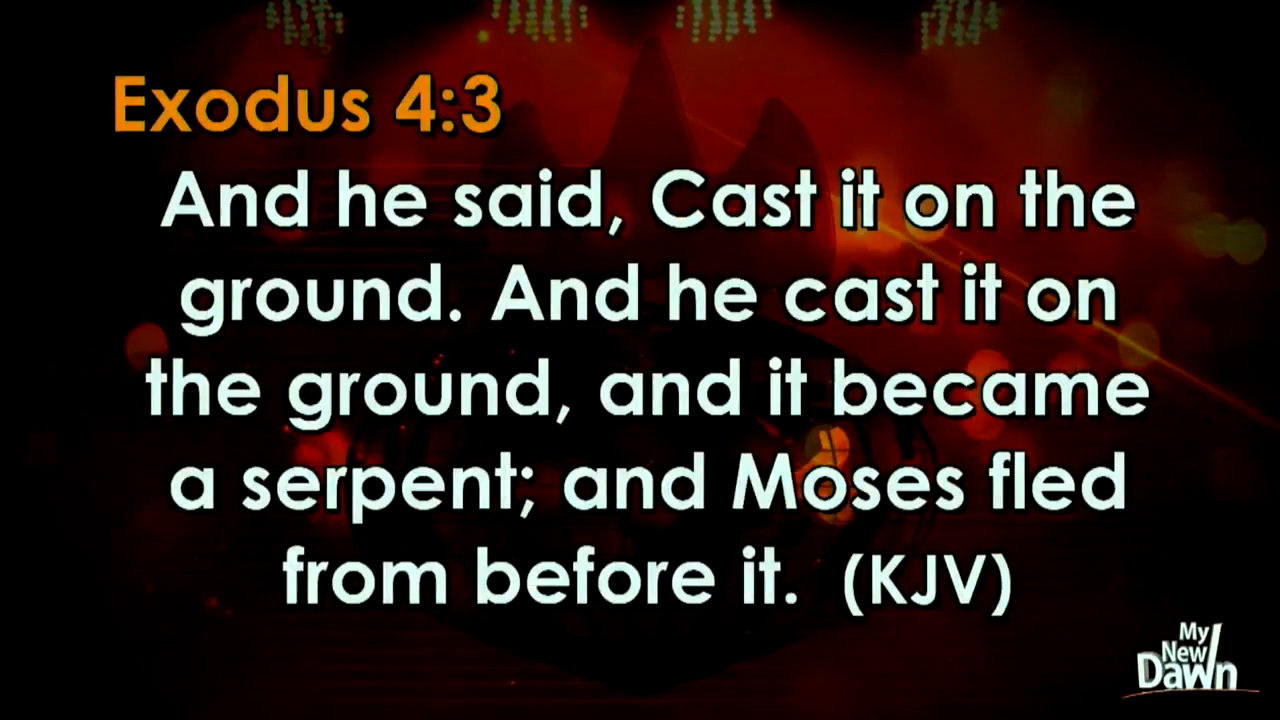 Exodus 4:3
And he said, Cast it on the
ground. And he cast it on
the ground, and it became
a serpent; and Moses fled
from before it. (KJV)
My
New
Dawn